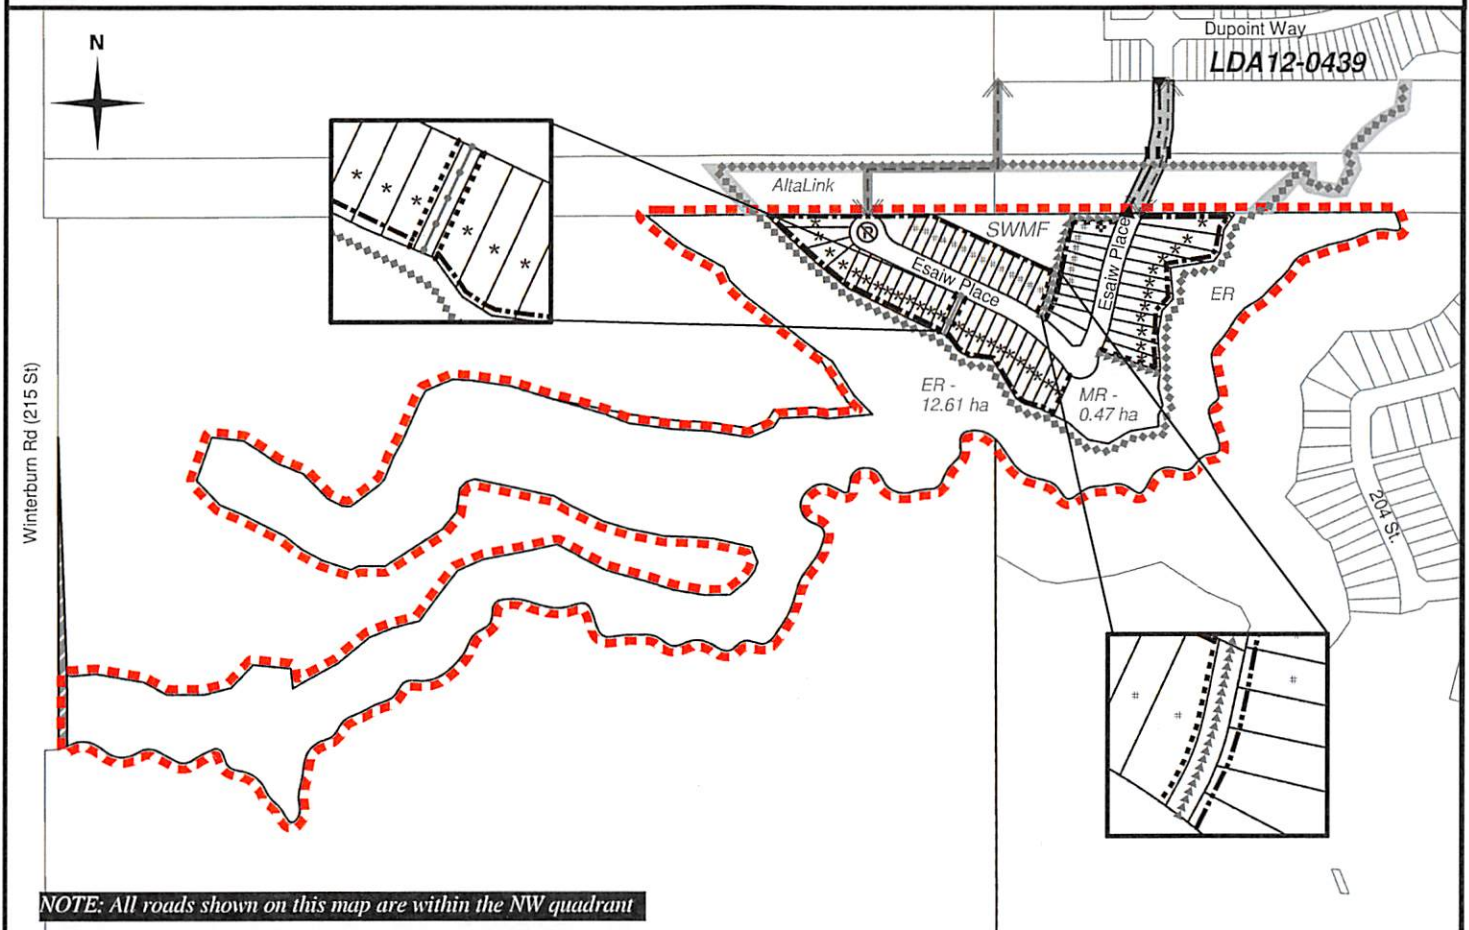 N
Dupoint Way
LDA12-0439
AltaLink
SWMF
Esaiw Place
Esaiw Place
ER
ER -
12.61 ha
MR -
0.47 ha
Winterburn Rd (215 St)
204 St.
NOTE: All roads shown on this map are within the NW quadrant